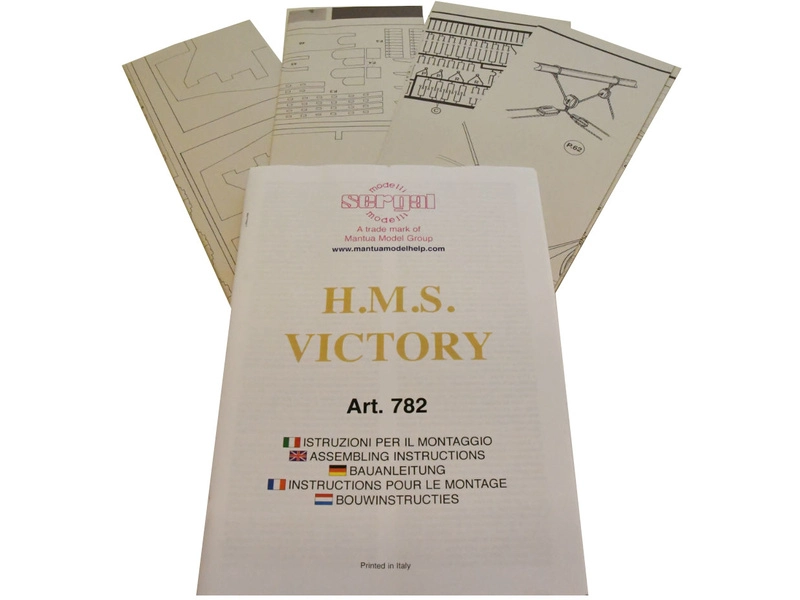 P.62
C
modelli
sergal
modelli
A trade mark of
Mantua Model Group
www.mantuamodelhelp.com
H.M.S.
VICTORY
Art. 782
ISTRUZIONI PER IL MONTAGGIO
ASSEMBLING INSTRUCTIONS
BAUANLEITUNG
INSTRUCTIONS POUR LE MONTAGE
BOUWINSTRUCTIES
Printed in Italy